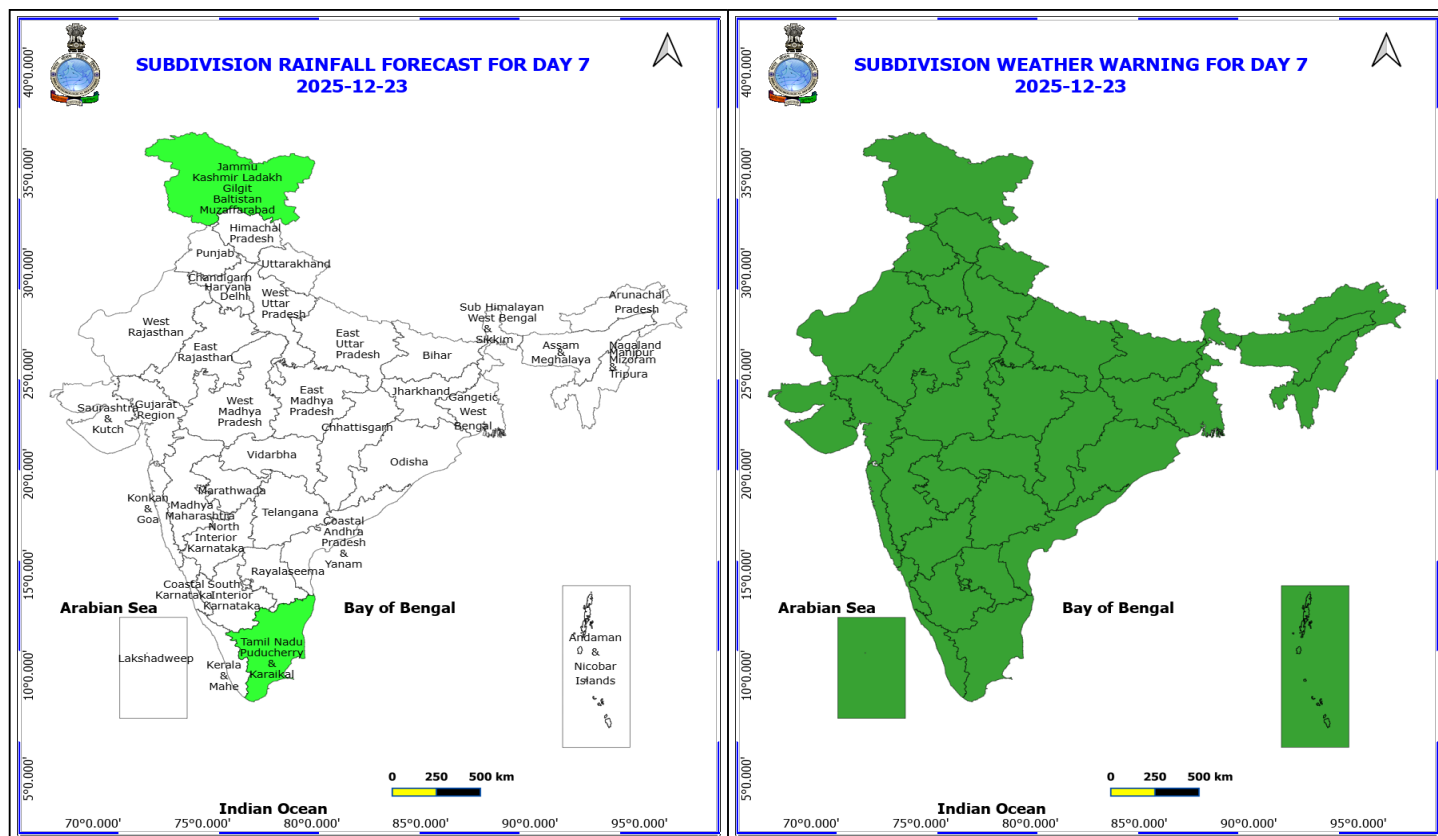 SUBDIVISION RAINFALL FORECAST FOR DAY 7
2025-12-23
Jammu
Kashmir Ladakh
Gilgit
Baltistan
Muzaffarabad
Himachal
Pradesh
Punjab
Uttarakhand
Chandigarh
Haryana
Delhi
West
Uttar
Pradesh
West
Rajasthan
East
Rajasthan
East
Uttar
Pradesh
Bihar
Sub Himalayan
West Bengal
&
Sikkim
Arunachal
Pradesh
Assam
&
Meghalaya
Nagaland
Manipur
Mizoram
&
Tripura
Saurashtra
&
Kutch
Gujarat
Region
West
Madhya
Pradesh
East
Madhya
Pradesh
Jharkhand
Gangetic
West
Bengal
Chhattisgarh
Vidarbha
Odisha
Konkan
&
Goa
Madhya
Maharashtra
Marathwada
Telangana
North
Interior
Karnataka
Coastal
Andhra
Pradesh
&
Yanam
Rayalaseema
Coastal
Karnataka
South
Interior
Karnataka
Tamil Nadu
Puducherry
&
Karaikal
Kerala
&
Mahe
Lakshadweep
Andaman
&
Nicobar
Islands
Arabian Sea
Bay of Bengal
Indian Ocean
0 250 500 km
40°0.000'
35°0.000'
30°0.000'
25°0.000'
20°0.000'
15°0.000'
10°0.000'
5°0.000'
70°0.000' 75°0.000' 80°0.000' 85°0.000' 90°0.000' 95°0.000'
SUBDIVISION WEATHER WARNING FOR DAY 7
2025-12-23
Arabian Sea
Bay of Bengal
Indian Ocean
0 250 500 km
40°0.000'
35°0.000'
30°0.000'
25°0.000'
20°0.000'
15°0.000'
10°0.000'
5°0.000'
70°0.000' 75°0.000' 80°0.000' 85°0.000' 90°0.000' 95°0.000'